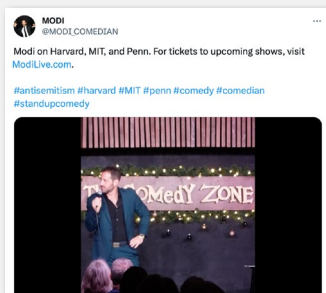 MODI
@MODI_COMEDIAN
Modi on Harvard, MIT, and Penn. For tickets to upcoming shows, visit
ModiLive.com.
#antisemitism #harvard #MIT #penn #comedy #comedian
#standupcomedy
COMedY ZONE